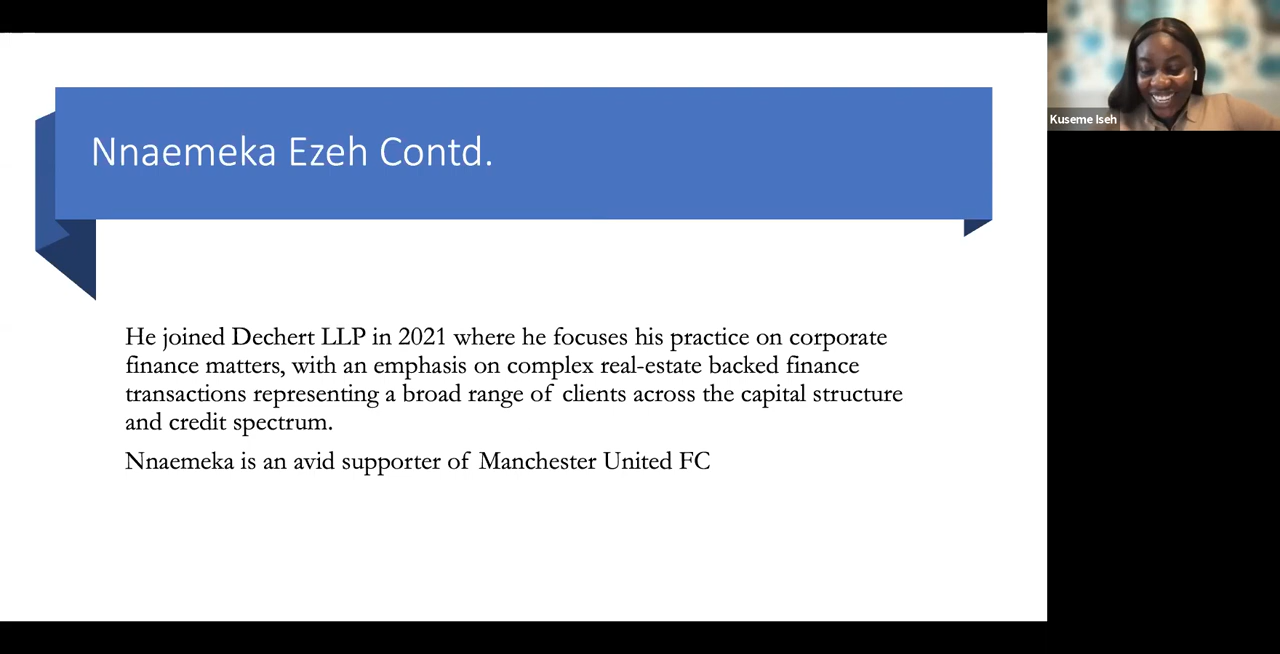 Nnaemeka Ezeh Contd.
He joined Dechert LLP in 2021 where he focuses his practice on corporate
finance matters, with an emphasis on complex real-estate backed finance
transactions representing a broad range of clients across the capital structure
and credit spectrum.
Nnaemeka is an avid supporter of Manchester United FC
Kuseme Iseh